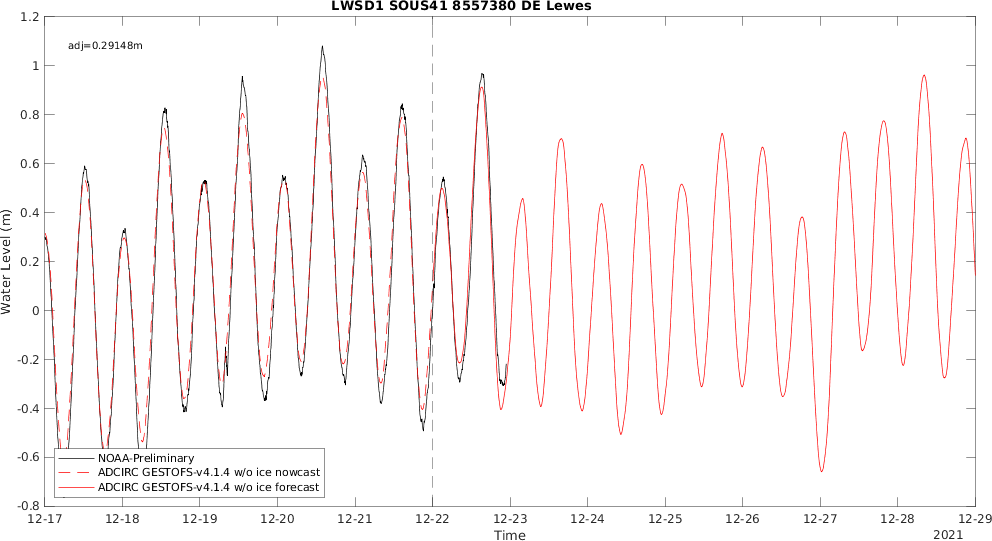 LWSD1 SOUS41 8557380 DE Lewes
adj=0.29148m
1.2
1
0.8
0.6
0.4
0.2
0
-0.2
-0.4
-0.6
-0.8
Water Level (m)
NOAA-Preliminary
ADCIRC GESTOFS-v4.1.4 w/o ice nowcast
ADCIRC GESTOFS-v4.1.4 w/o ice forecast
12-17 12-18 12-19 12-20 12-21 12-22 12-23 12-24 12-25 12-26 12-27 12-28 12-29
Time
2021